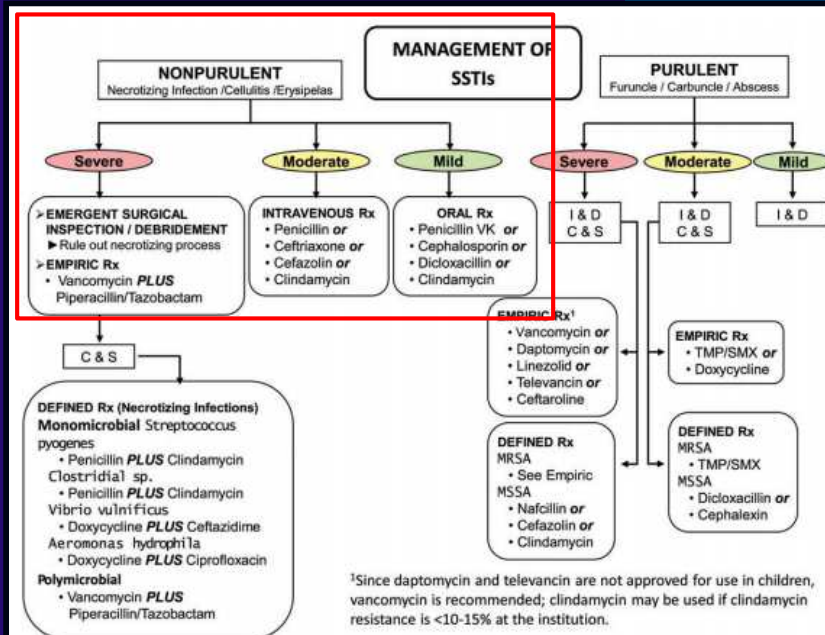 MANAGEMENT OF
SSTIs
NONPURULENT
Necrotizing Infection /Cellulitis /Erysipelas
Severe
Moderate
Mild
➢EMERGENT SURGICAL
INSPECTION / DEBRIDEMENT
►Rule out necrotizing process
➢EMPIRIC Rx
• Vancomycin PLUS
Piperacillin/Tazobactam
INTRAVENOUS Rx
• Penicillin or
• Ceftriaxone or
• Cefazolin or
• Clindamycin
ORAL Rx
• Penicillin VK or
• Cephalosporin or
• Dicloxacillin or
• Clindamycin
C & S
DEFINED Rx (Necrotizing Infections)
Monomicrobial Streptococcus
pyogenes
• Penicillin PLUS Clindamycin
Clostridial sp.
• Penicillin PLUS Clindamycin
Vibrio vulnificus
• Doxycycline PLUS Ceftazidime
Aeromonas hydrophila
• Doxycycline PLUS Ciprofloxacin
Polymicrobial
• Vancomycin PLUS
Piperacillin/Tazobactam
PURULENT
Furuncle / Carbuncle / Abscess
Severe
Moderate
Mild
I & D
C & S
I & D
C & S
I & D
EMPIRIC Rx¹
• Vancomycin or
• Daptomycin or
• Linezolid or
• Televancin or
• Ceftaroline
EMPIRIC Rx
• TMP/SMX or
• Doxycycline
DEFINED Rx
MRSA
• See Empiric
MSSA
• Nafcillin or
• Cefazolin or
• Clindamycin
DEFINED Rx
MRSA
• TMP/SMX
MSSA
• Dicloxacillin or
• Cephalexin
¹Since daptomycin and televancin are not approved for use in children,
vancomycin is recommended; clindamycin may be used if clindamycin
resistance is <10-15% at the institution.